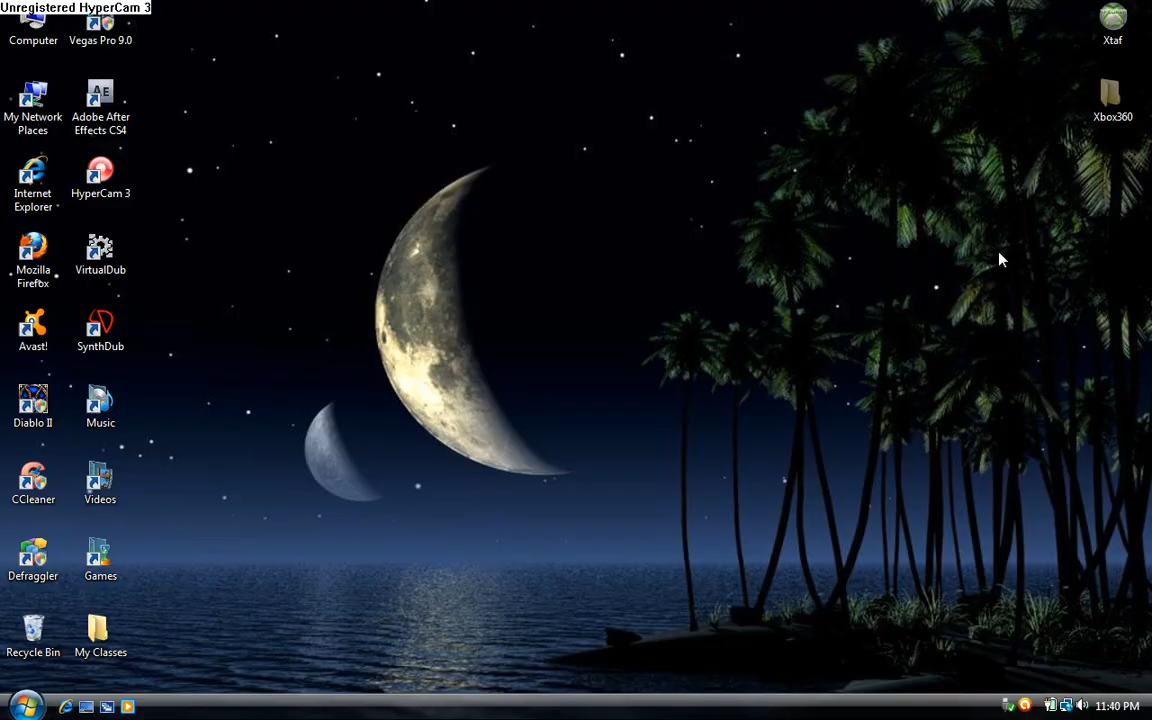 Unregistered HyperCam 3
Computer
Vegas Pro 9.0
Xtaf
My Network
Places
Adobe After
Effects CS4
AE
Xbox360
Internet
Explorer
HyperCam 3
Mozilla
Firefox
VirtualDub
Avast!
SynthDub
Diablo II
Music
CCleaner
Videos
Defraggler
Games
Recycle Bin
My Classes
11:40 PM